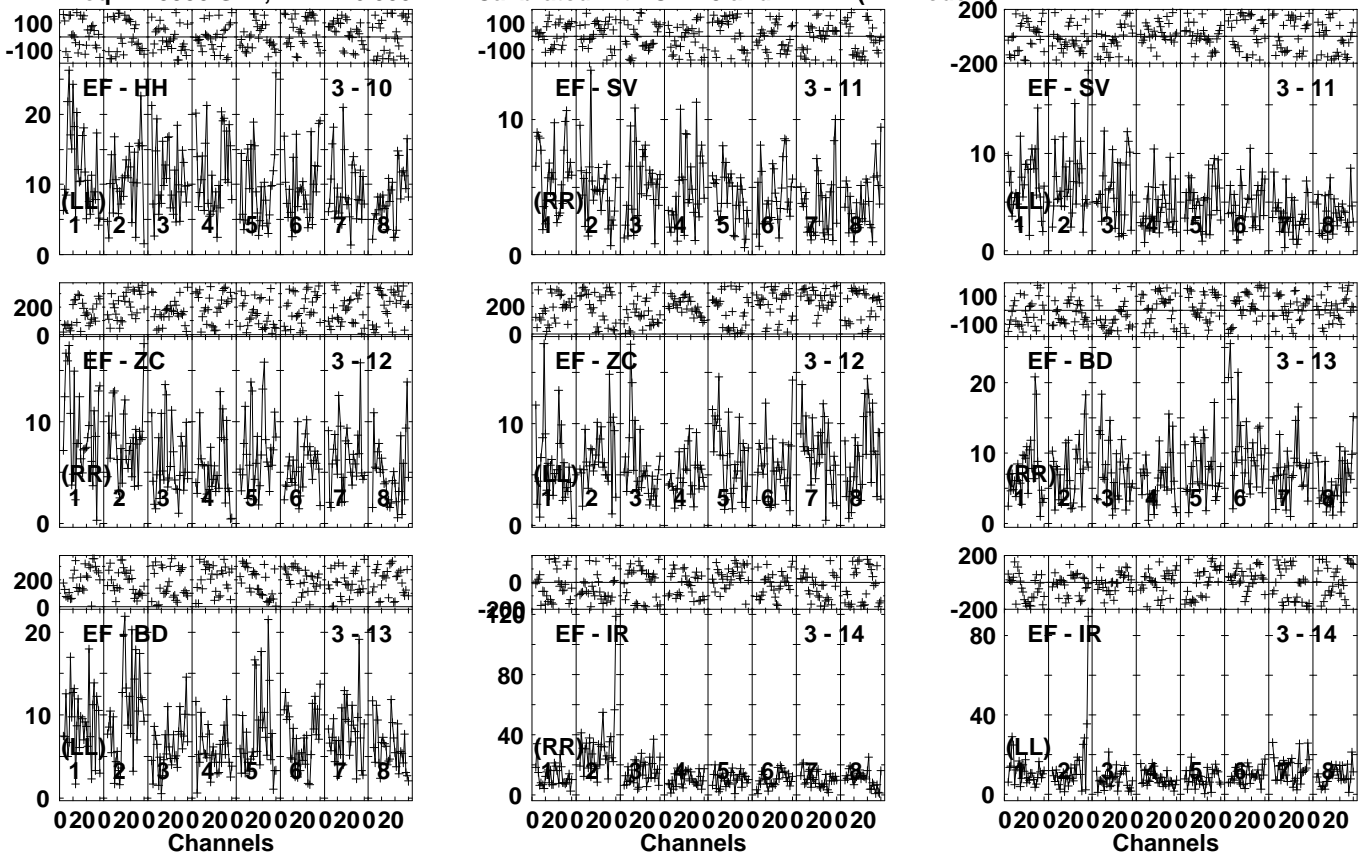 100 100 200
-100 -100 -200
EF - HH 3 - 10 EF - SV 3 - 11 EF - SV 3 - 11
20 10
10 10
(LL) (RR) (LL)
1 2 3 4 5 6 7 8 1 2 3 4 5 6 7 8 1 2 3 4 5 6 7 8
0 0 0
200 200 100
0 0 -100
EF - ZC 3 - 12 EF - ZC 3 - 12 EF - BD 3 - 13
20
10 10 10
(RR) (LL) (RR)
1 2 3 4 5 6 7 8 1 2 3 4 5 6 7 8 1 2 3 4 5 6 7 8
0 0 0
200 0 200
0 -200 -200
120
EF - BD 3 - 13 EF - IR 3 - 14 EF - IR 3 - 14
20 80 80
10 40 40
(LL) (RR) (LL)
1 2 3 4 5 6 7 8 1 2 3 4 5 6 7 8 1 2 3 4 5 6 7 8
0 0 0
0 20 0 20 0 20 0 20 0 20 0 20 0 20 0 20 0 20 0 20 0 20 0 20 0 20 0 20 0 20 0 20 0 20 0 20 0 20 0 20 0 20 0 20 0 20 0 20
Channels Channels Channels